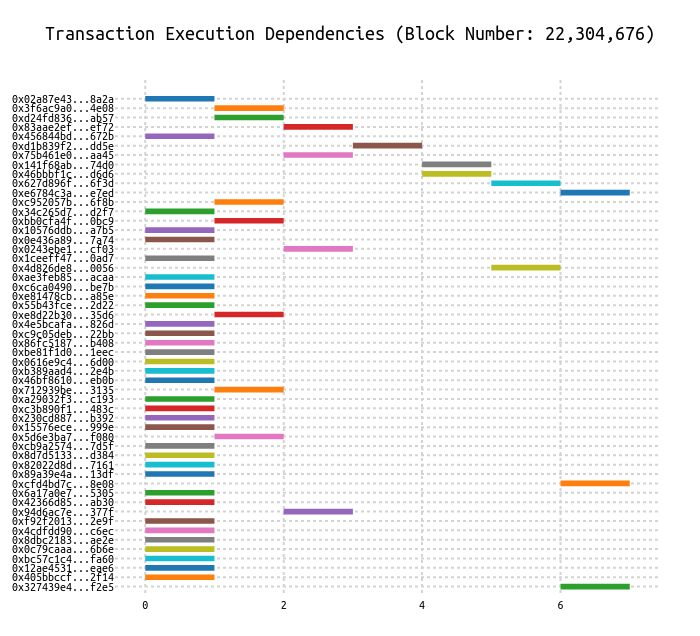 Transaction Execution Dependencies (Block Number: 22,304,676)
0x02a87e43...8a2a
0x3f6ac9a0...4e08
0xd24fd836...ab57
0x83aae2ef...ef72
0x456844bd...672b
0xd1b839f2...dd5e
0x75b461e0...aa45
0x141f68ab...74d0
0x46bbbf1c...d6d6
0x627d896f...6f3d
0xe6784c3a...e7ed
0xc952057b...6f8b
0x34c265d7...d2f7
0xbb0cfa4f...0bc9
0x10576ddb...a7b5
0x0e436a89...7a74
0x0243ebe1...cf03
0x1ceeff47...0ad7
0x4d826de8...0056
0xae3feb85...acaa
0xc6ca0490...be7b
0xe81478cb...a85e
0x55b43fce...2d22
0xe8d22b30...35d6
0x4e5bcafa...826d
0xc9c05deb...22bb
0x86fc5187...b408
0xbe81f1d0...1eec
0x0616e9c4...6d00
0xb389aad4...2e4b
0x46bf8610...eb0b
0x712939be...3135
0xa29032f3...c193
0xc3b890f1...483c
0x230cd887...b392
0x15576ece...999e
0x5d6e3ba7...f080
0xcb9a2574...7d5f
0x8d7d5133...d384
0x82022d8d...7161
0x89a39e4a...13df
0xcfd4bd7c...8e08
0x6a17a0e7...5305
0x42366d85...ab30
0x94d6ac7e...377f
0xf92f2013...2e9f
0x4cdfdd90...c6ec
0x8dbc2183...ae2e
0x0c79caaa...6b6e
0xbc57c1c4...fa60
0x12ae4531...eae6
0x405bbccf...2f14
0x327439e4...f2e5
0 2 4 6